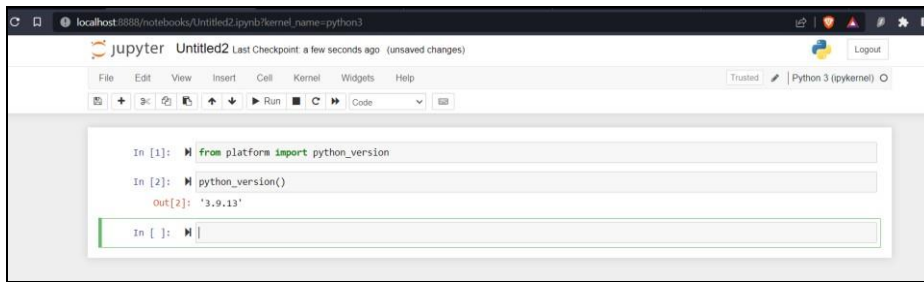 localhost:8888/notebooks/Untitled2.ipynb?kernel_name=python3
jupyter Untitled2 Last Checkpoint: a few seconds ago (unsaved changes) Logout
File Edit View Insert Cell Kernel Widgets Help Trusted Python 3 (ipykernel)
Run Code
In [1]: from platform import python_version
In [2]: python_version()
Out[2]: '3.9.13'
In [ ]: